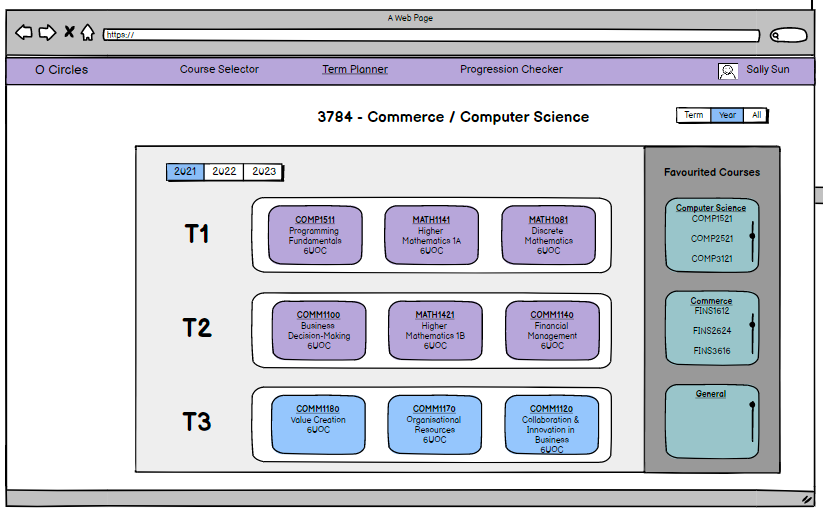 A Web Page
https://
O Circles
Course Selector
Term Planner
Progression Checker
Sally Sun
3784 - Commerce / Computer Science
Term Year All
2021 2022 2023
T1
COMP1511
Programming
Fundamentals
6UOC
MATH1141
Higher
Mathematics 1A
6UOC
MATH1081
Discrete
Mathematics
6UOC
T2
COMM1100
Business
Decision-Making
6UOC
MATH1421
Higher
Mathematics 1B
6UOC
COMM1140
Financial
Management
6UOC
T3
COMM1180
Value Creation
6UOC
COMM1170
Organisational
Resources
6UOC
COMM1120
Collaboration &
Innovation in
Business
6UOC
Favourited Courses
Computer Science
COMP1521
COMP2521
COMP3121
Commerce
FINS1612
FINS2624
FINS3616
General